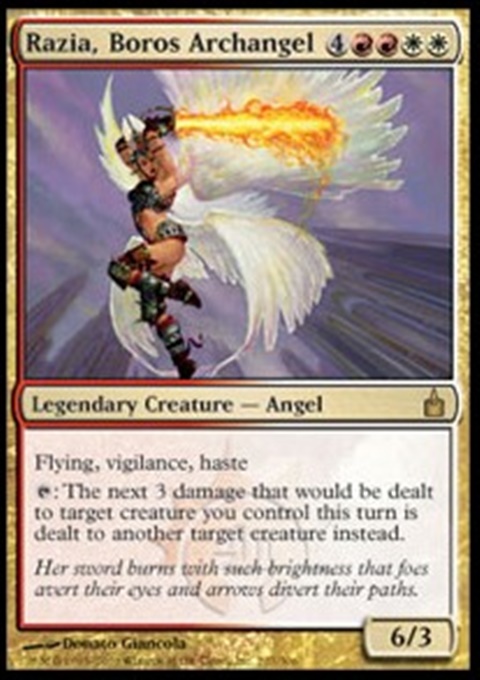 Razia, Boros Archangel 4
Legendary Creature — Angel
Flying, vigilance, haste
: The next 3 damage that would be dealt
to target creature you control this turn is
dealt to another target creature instead.
Her sword burns with such brightness that foes
avert their eyes and arrows divert their paths.
Donato Giancola
6/3